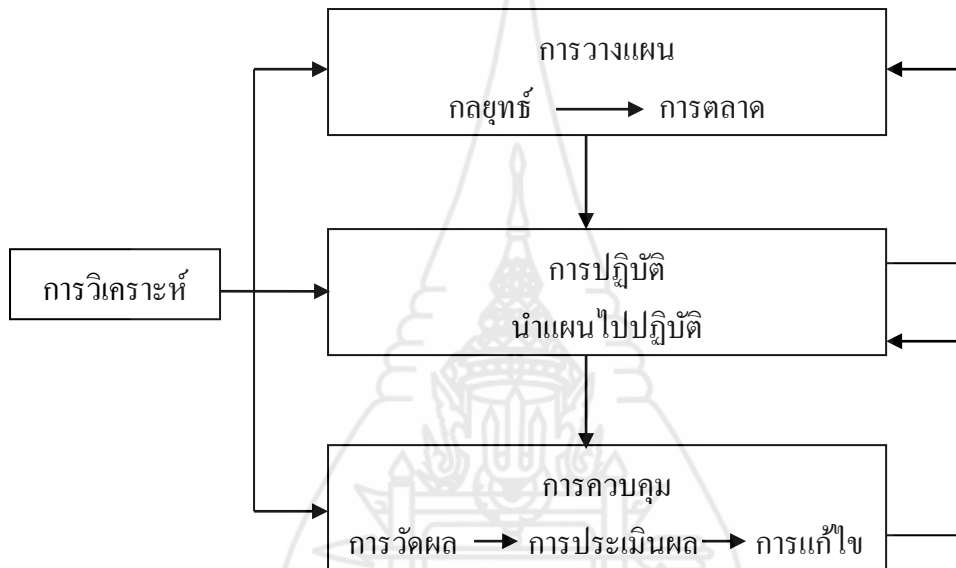 การวางแผน
กลยุทธ์ การตลาด
การวิเคราะห์
การปฏิบัติ
นำแผนไปปฏิบัติ
การควบคุม
การวัดผล การประเมินผล การแก้ไข